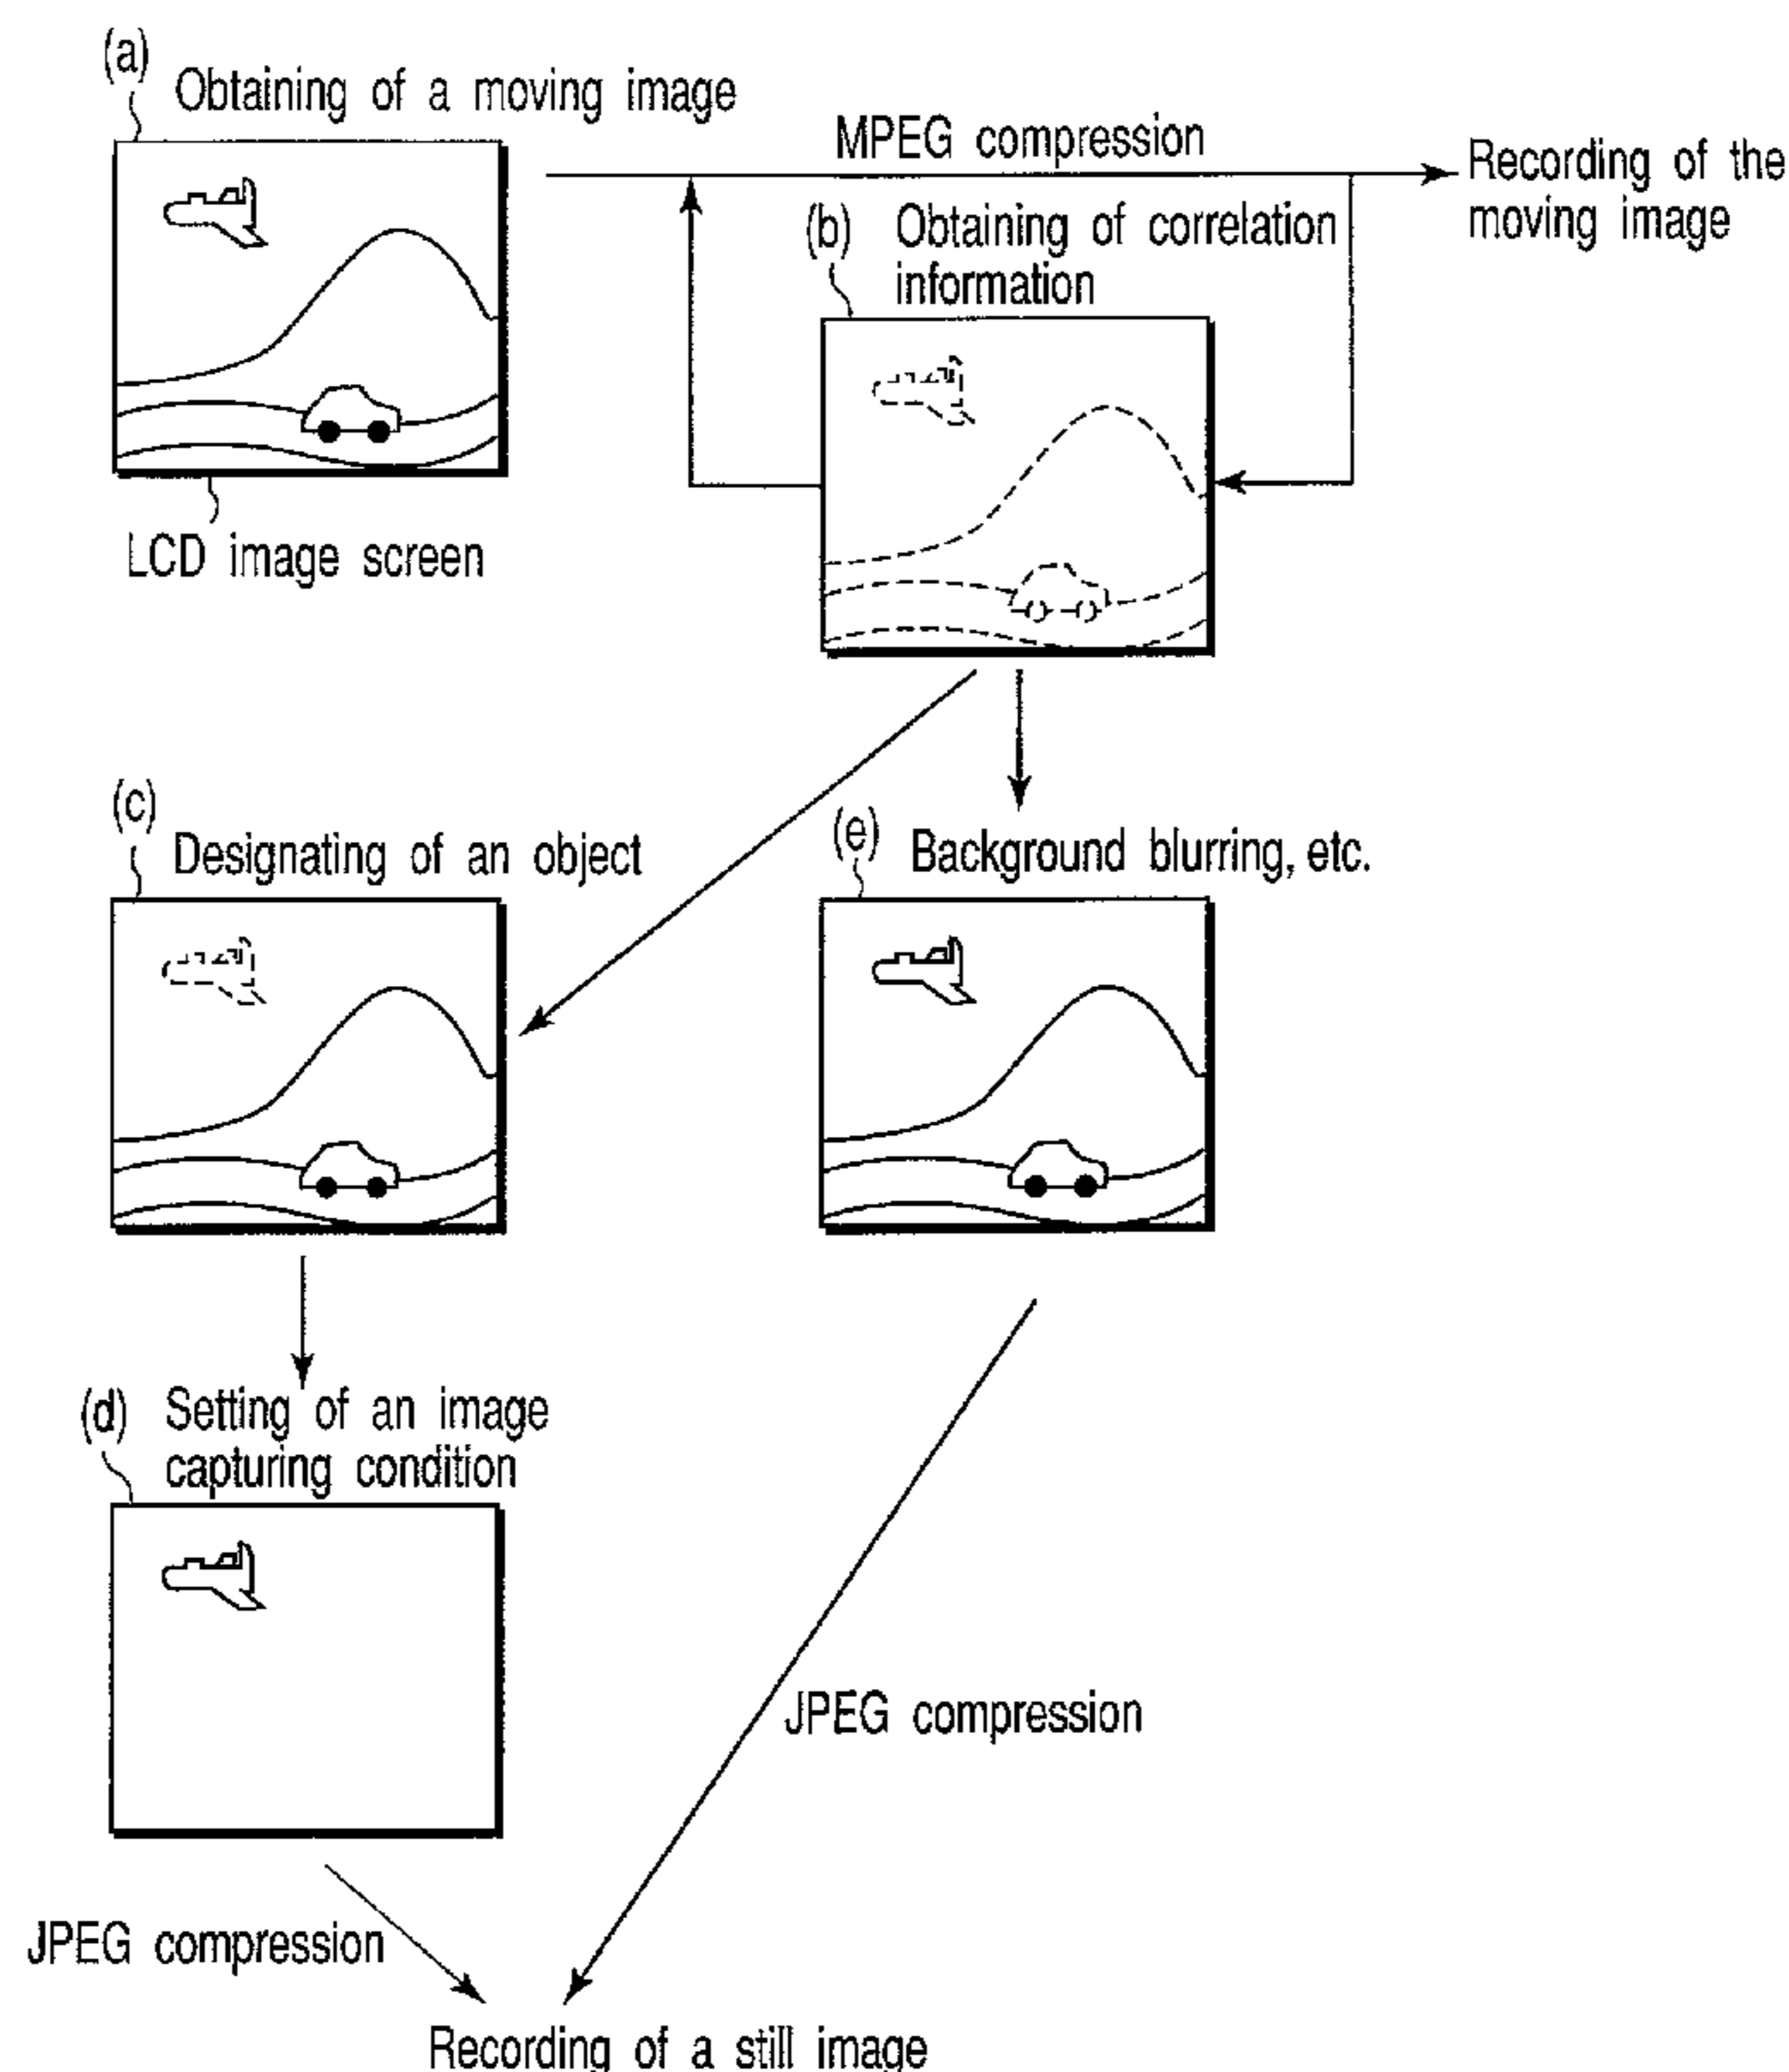 (a) Obtaining of a moving image
MPEG compression
Recording of the
moving image
(b) Obtaining of correlation
information
LCD image screen
(c) Designating of an object
(e) Background blurring, etc.
(d) Setting of an image
capturing condition
JPEG compression
JPEG compression
Recording of a still image